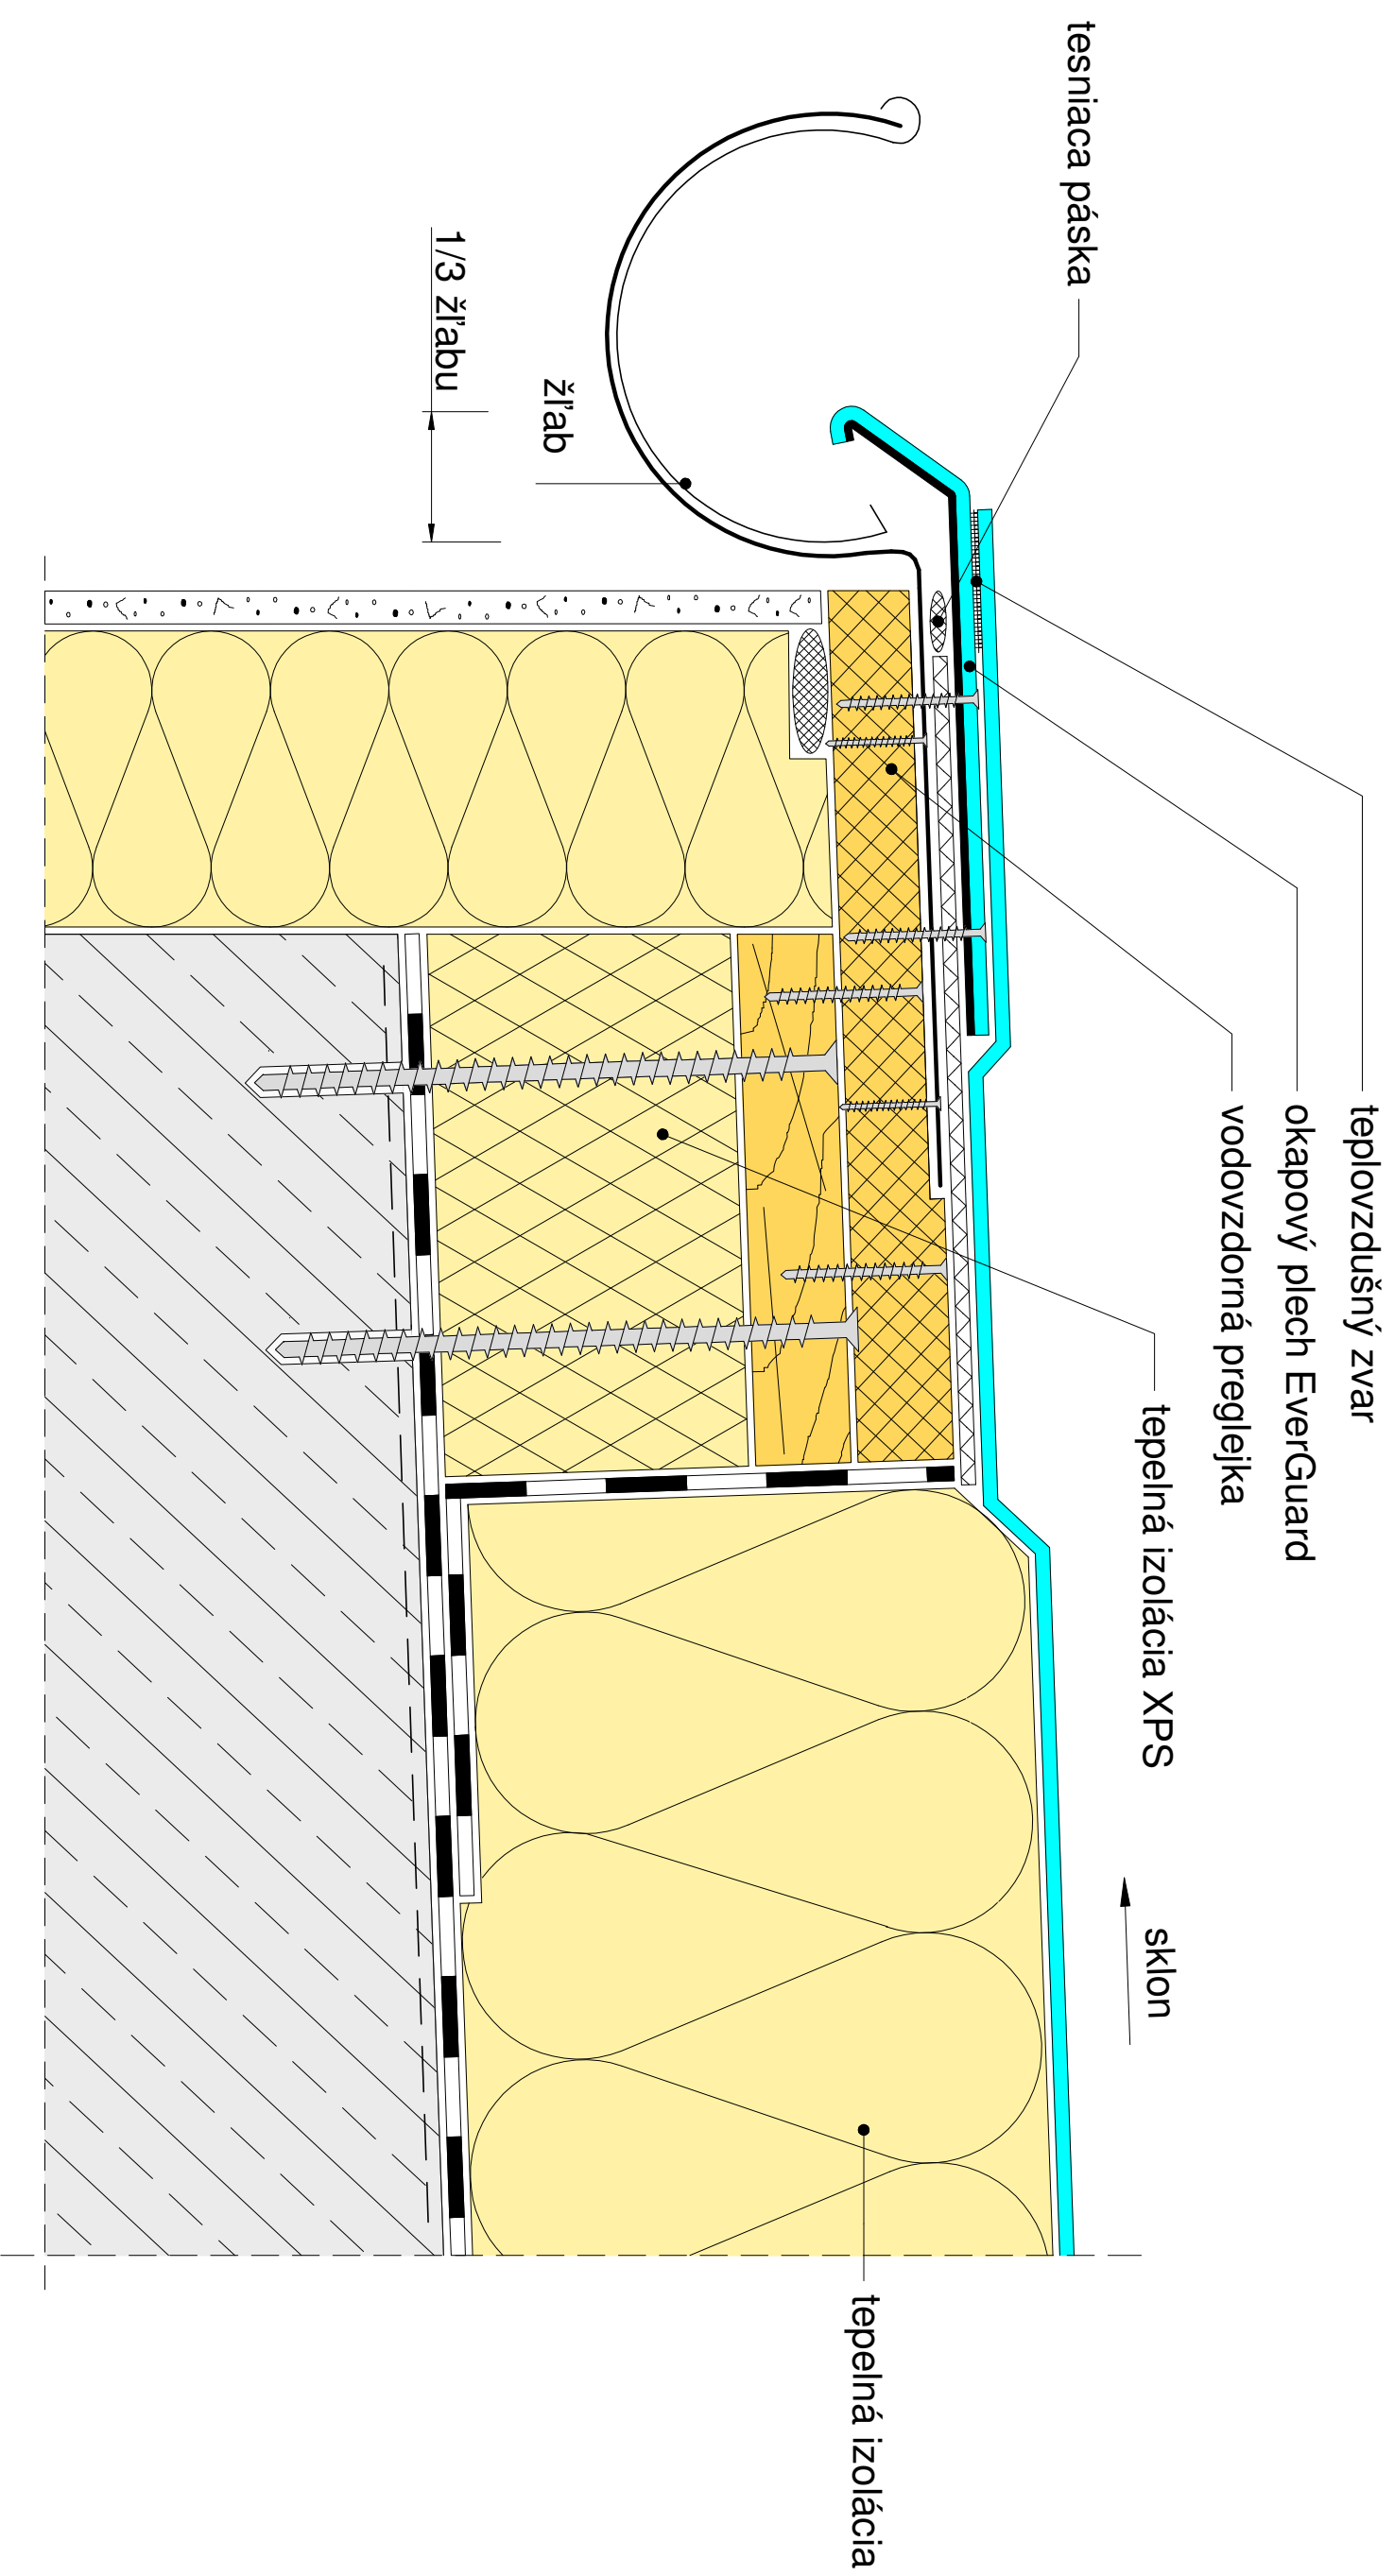 teplovzdušný zvar
okapový plech EverGuard
vodovzdorná preglejka
tesniaca páska
tepelná izolácia XPS
sklon
tepelná izolácia
žľab
1/3 žľabu